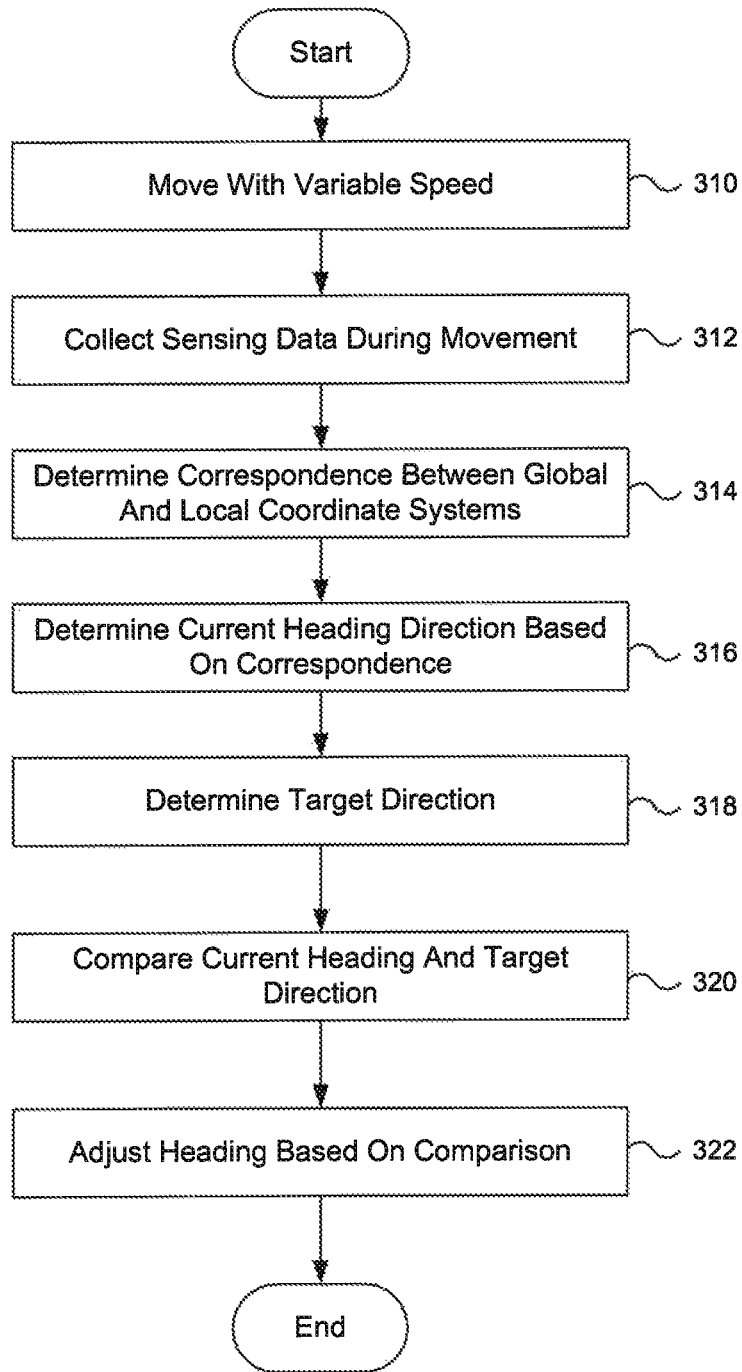 Start
Move With Variable Speed
310
Collect Sensing Data During Movement
312
Determine Correspondence Between Global
And Local Coordinate Systems
314
Determine Current Heading Direction Based
On Correspondence
316
Determine Target Direction
318
Compare Current Heading And Target
Direction
320
Adjust Heading Based On Comparison
322
End